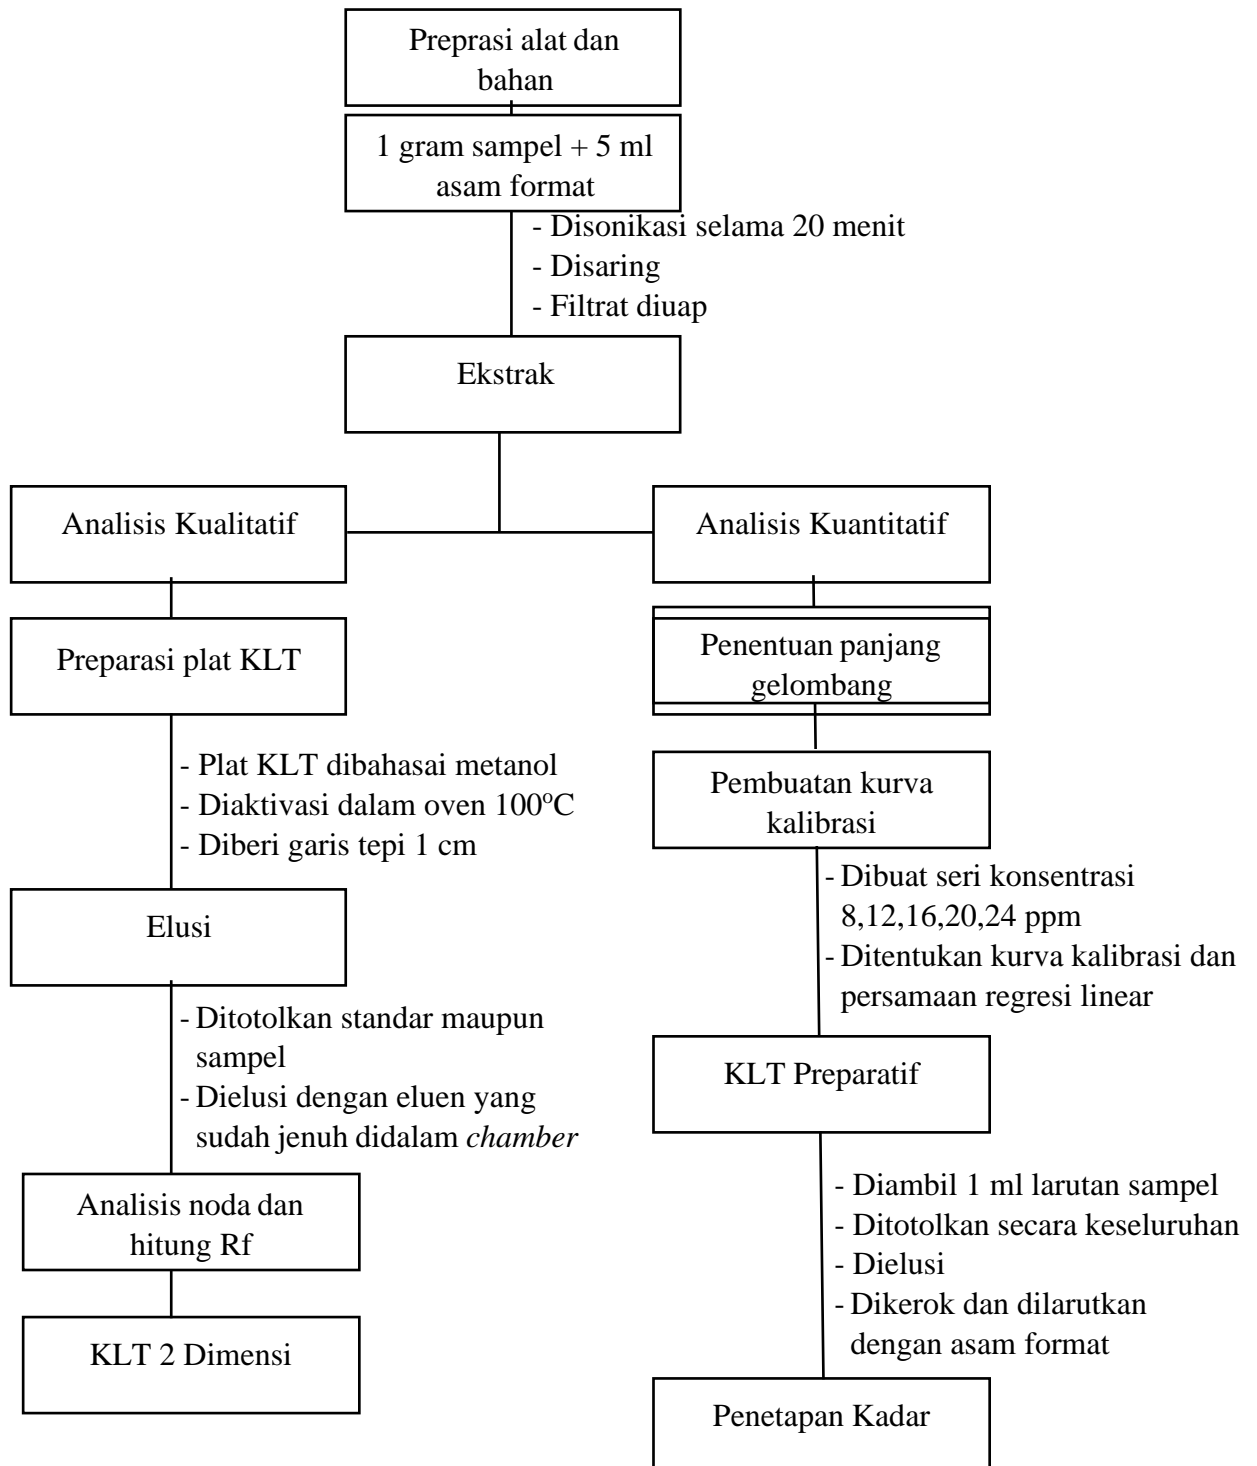 Preprasi alat dan
bahan
1 gram sampel + 5 ml
asam format
- Disonikasi selama 20 menit
- Disaring
- Filtrat diuap
Ekstrak
Analisis Kualitatif
Preparasi plat KLT
- Plat KLT dibahasai metanol
- Diaktivasi dalam oven 100°C
- Diberi garis tepi 1 cm
Elusi
- Ditotolkan standar maupun
sampel
- Dielusi dengan eluen yang
sudah jenuh didalam chamber
Analisis noda dan
hitung Rf
KLT 2 Dimensi
Analisis Kuantitatif
Penentuan panjang
gelombang
Pembuatan kurva
kalibrasi
- Dibuat seri konsentrasi
8,12,16,20,24 ppm
- Ditentukan kurva kalibrasi dan
persamaan regresi linear
KLT Preparatif
- Diambil 1 ml larutan sampel
- Ditotolkan secara keseluruhan
- Dielusi
- Dikerok dan dilarutkan
dengan asam format
Penetapan Kadar